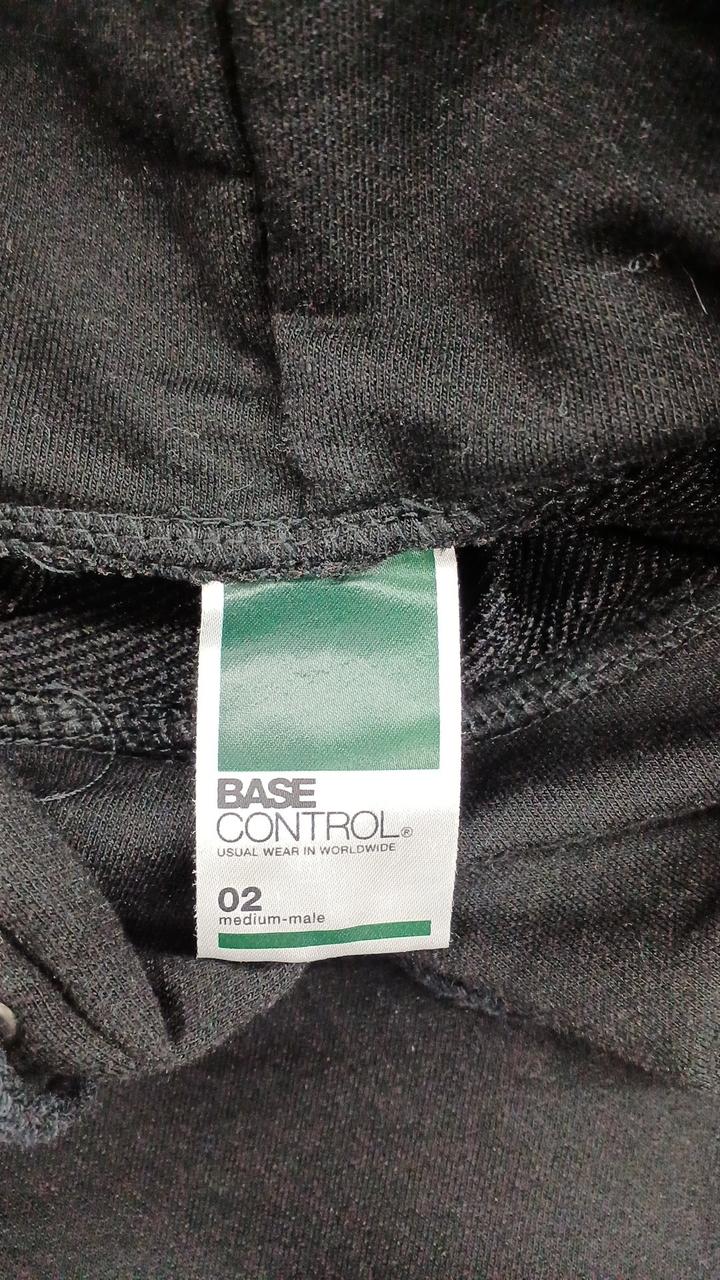 BASE
CONTROL®
USUAL WEAR IN WORLDWIDE
02
medium-male